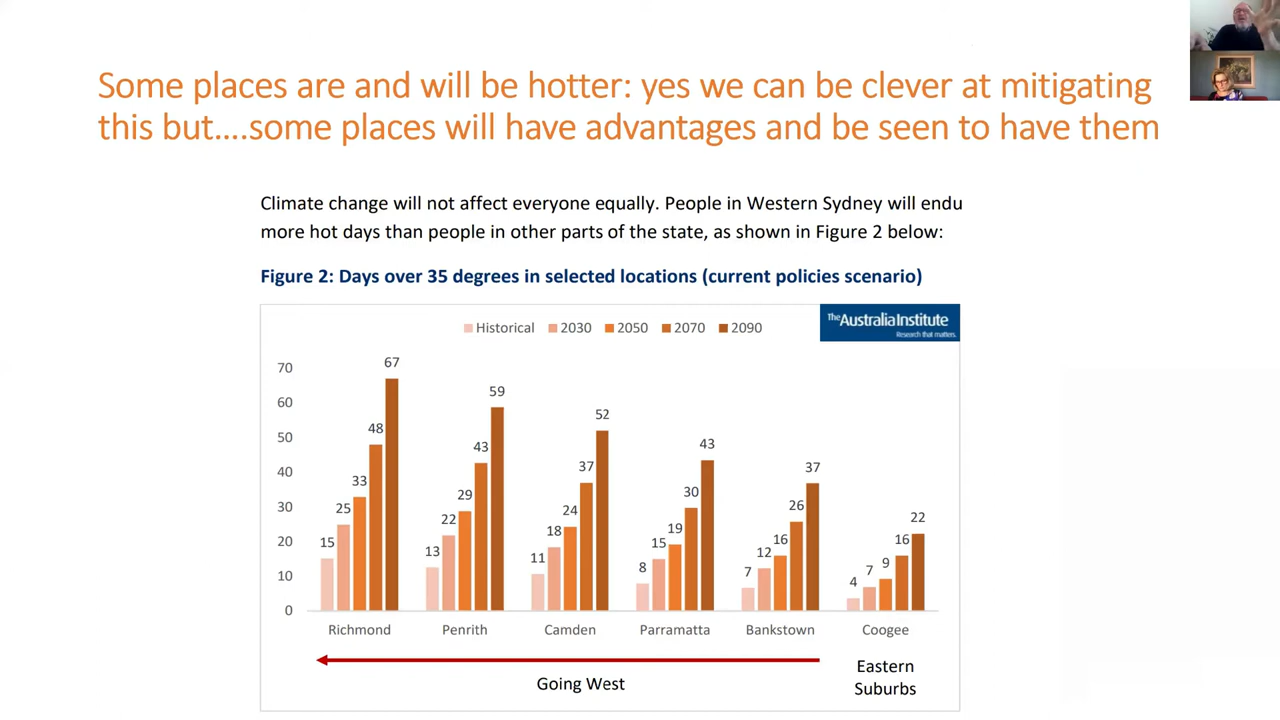 Some places are and will be hotter: yes we can be clever at mitigating
this but....some places will have advantages and be seen to have them
Climate change will not affect everyone equally. People in Western Sydney will endu
more hot days than people in other parts of the state, as shown in Figure 2 below:
Figure 2: Days over 35 degrees in selected locations (current policies scenario)
Historical 2030 2050 2070 2090
The Australia Institute
Research that matters.
70
60
50
40
30
20
10
0
15 25 33 48 67
13 22 29 43 59
11 18 24 37 52
8 15 19 30 43
7 12 16 26 37
4 7 9 16 22
Richmond Penrith Camden Parramatta Bankstown Coogee
Going West
Eastern
Suburbs